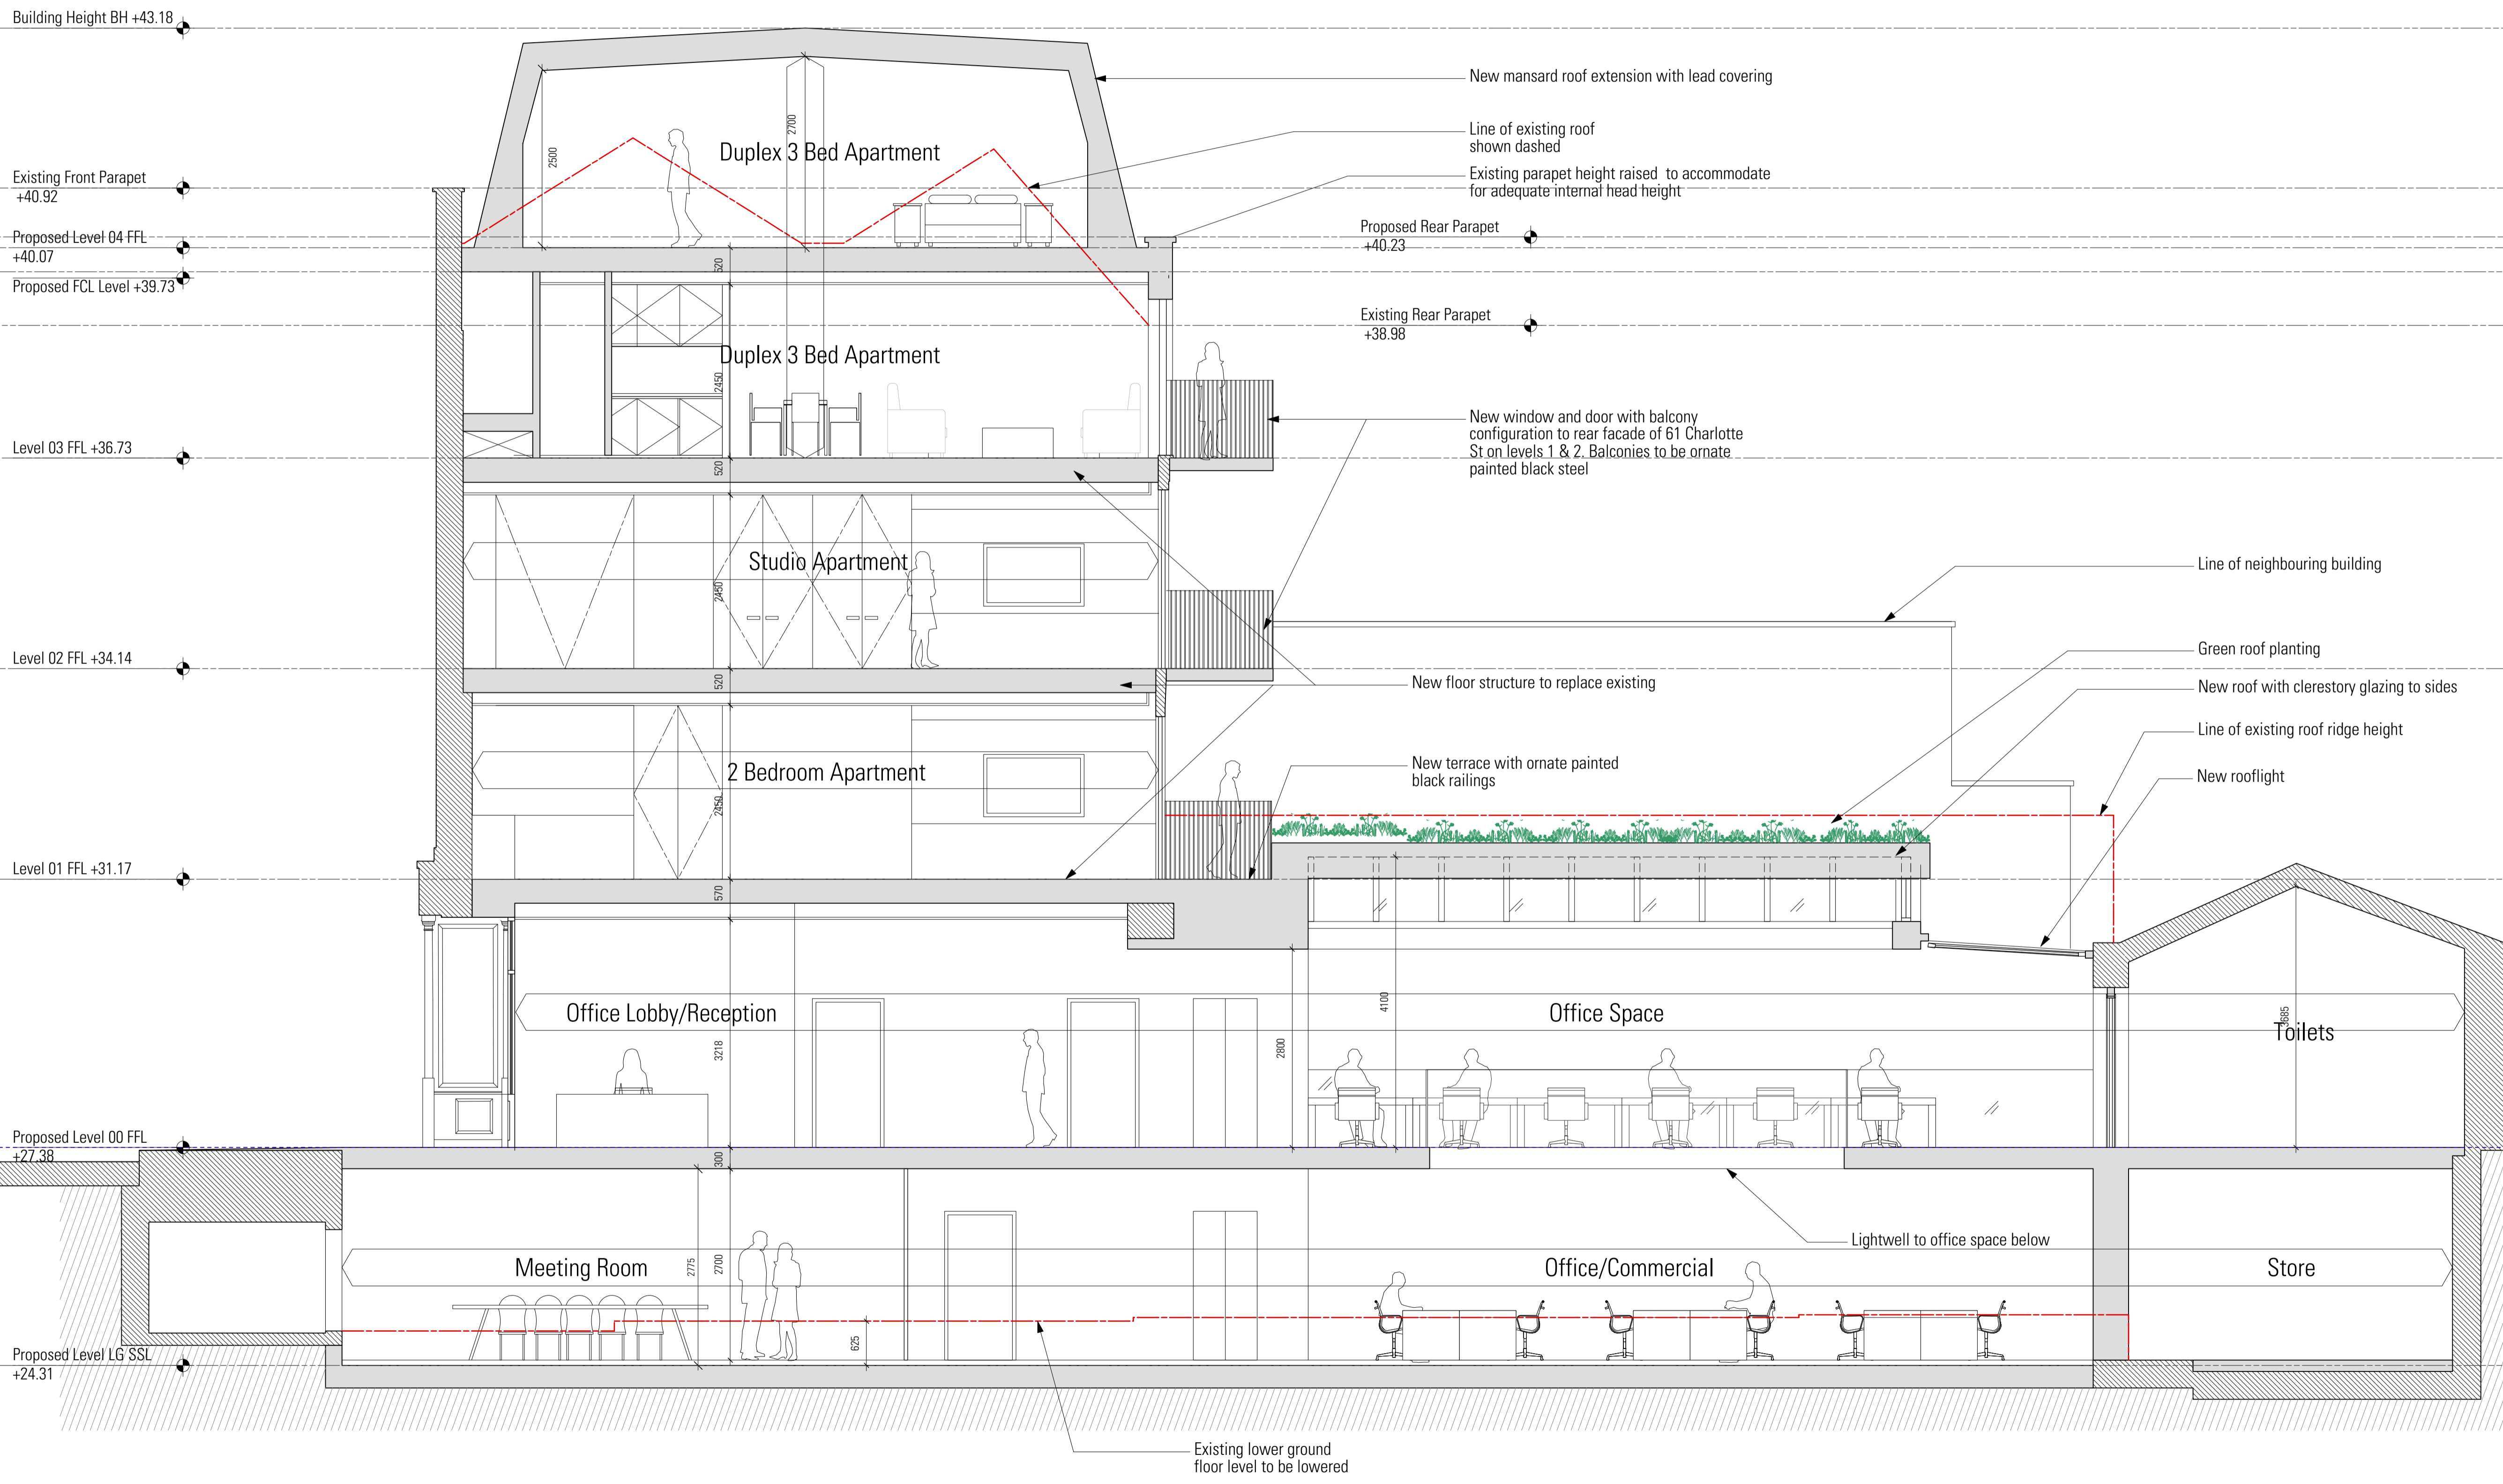 Building Height BH +43.18
New mansard roof extension with lead covering
Line of existing roof
shown dashed
2700
Duplex 3 Bed Apartment
2500
Existing Front Parapet
+40.92
Existing parapet height raised to accommodate
for adequate internal head height
Proposed Level 04 FFL
+40.07
Proposed Rear Parapet
+40.23
520
Proposed FCL Level +39.73
Existing Rear Parapet
+38.98
Duplex 3 Bed Apartment
2450
New window and door with balcony
configuration to rear facade of 61 Charlotte
St on levels 1 & 2. Balconies to be ornate
painted black steel
Level 03 FFL +36.73
520
Studio Apartment
2450
Line of neighbouring building
Level 02 FFL +34.14
520
New floor structure to replace existing
Green roof planting
New roof with clerestory glazing to sides
Line of existing roof ridge height
2 Bedroom Apartment
2450
New terrace with ornate painted
black railings
New rooflight
Level 01 FFL +31.17
570
Office Lobby/Reception
3218
2800
4100
Office Space
3685
Toilets
Proposed Level 00 FFL
+27.38
300
Lightwell to office space below
Meeting Room
2775
2700
Office/Commercial
Store
625
Proposed Level LG SSL
+24.31
Existing lower ground
floor level to be lowered